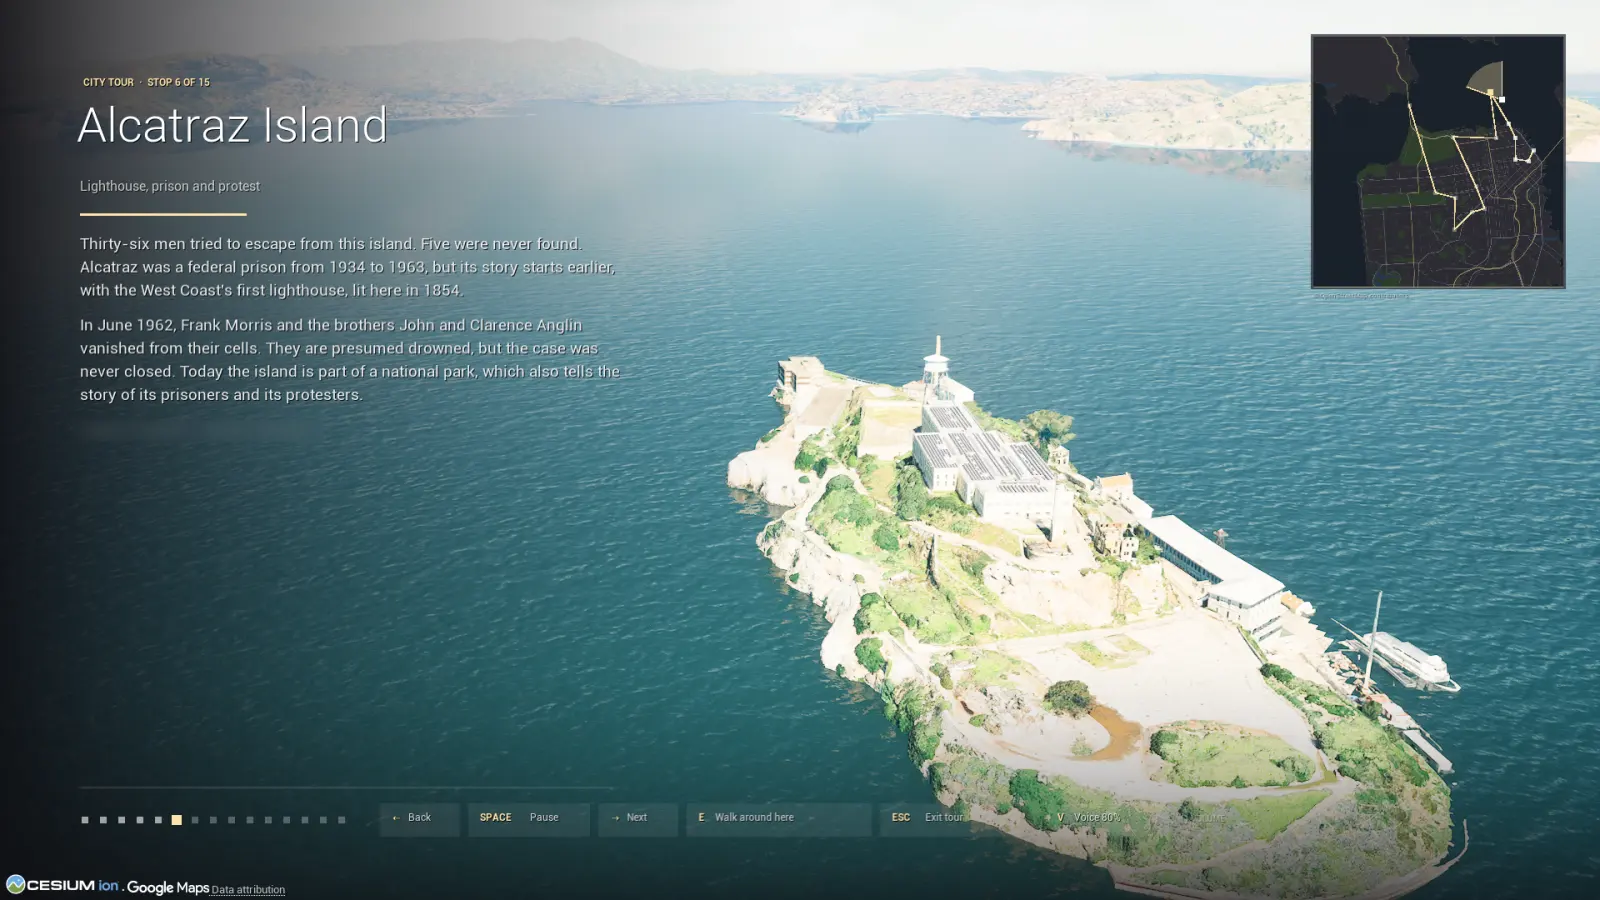 CITY TOUR · STOP 6 OF 15
Alcatraz Island
Lighthouse, prison and protest
Thirty-six men tried to escape from this island. Five were never found.
Alcatraz was a federal prison from 1934 to 1963, but its story starts earlier,
with the West Coast's first lighthouse, lit here in 1854.
In June 1962, Frank Morris and the brothers John and Clarence Anglin
vanished from their cells. They are presumed drowned, but the case was
never closed. Today the island is part of a national park, which also tells the
story of its prisoners and its protesters.
← Back
SPACE Pause
→ Next
E Walk around here
ESC Exit tour
V Voice 80%
CESIUM ion . Google Maps Data attribution